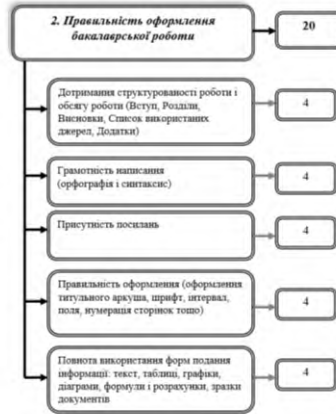 2. Правильність оформлення
бакалаврської роботи
20
Дотримання структурованості роботи і
обсягу роботи (Вступ, Розділи,
Висновки, Список використаних
джерел, Додатки)
4
Грамотність написання
(орфографія і синтаксис)
4
Присутність посилань
4
Правильність оформлення (оформлення
титульного аркуша, шрифт, інтервал,
поля, нумерація сторінок тощо)
4
Повнота використання форм подання
інформації: текст, таблиці, графіки,
діаграми, формули і розрахунки, зразки
документів
4